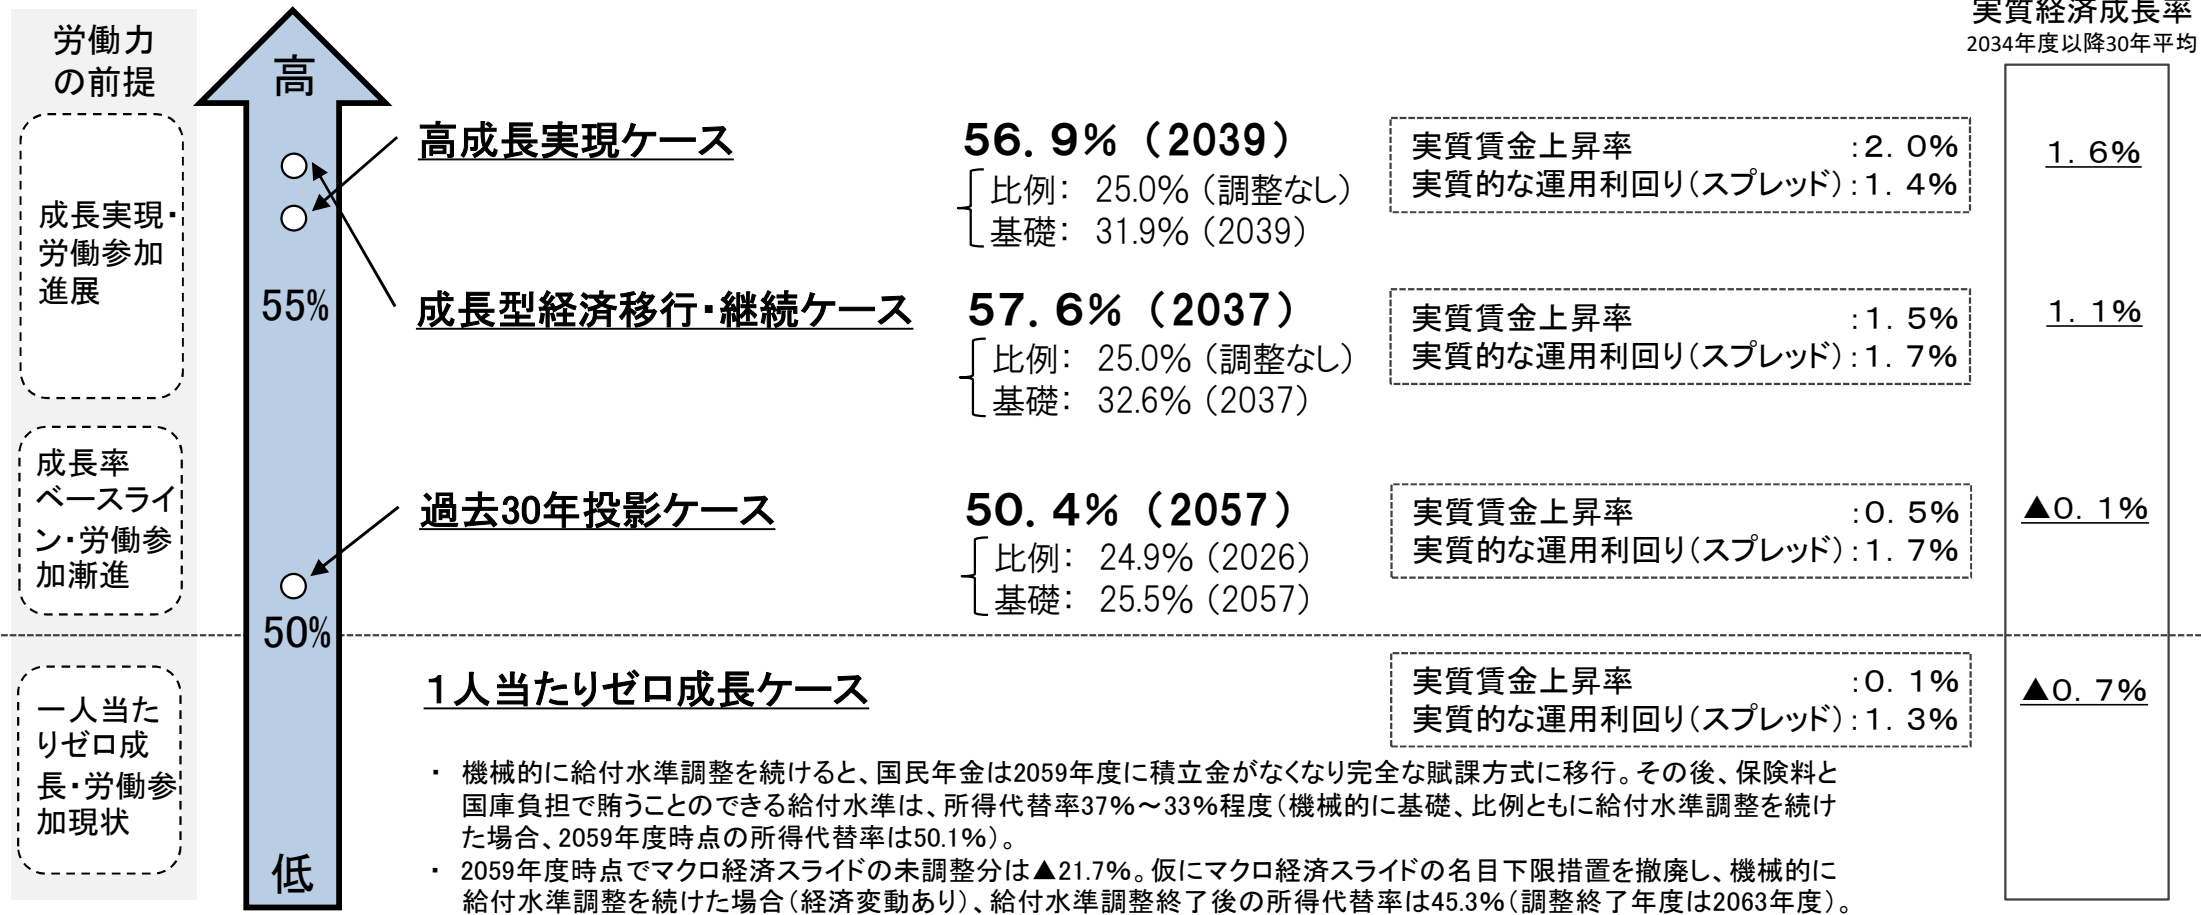 労働力
の前提
高
実質経済成長率
2034年度以降30年平均
成長実現・
労働参加
進展
高成長実現ケース
56.9%（2039）
比例： 25.0%（調整なし）
基礎： 31.9%（2039）
実質賃金上昇率 ：2.0%
実質的な運用利回り（スプレッド）：1.4%
1.6%
55%
成長型経済移行・継続ケース
57.6%（2037）
比例： 25.0%（調整なし）
基礎： 32.6%（2037）
実質賃金上昇率 ：1.5%
実質的な運用利回り（スプレッド）：1.7%
1.1%
成長率
ベースライ
ン・労働参
加漸進
過去30年投影ケース
50.4%（2057）
比例： 24.9%（2026）
基礎： 25.5%（2057）
実質賃金上昇率 ：0.5%
実質的な運用利回り（スプレッド）：1.7%
▲0.1%
50%
一人当た
りゼロ成
長・労働参
加現状
1人当たりゼロ成長ケース
実質賃金上昇率 ：0.1%
実質的な運用利回り（スプレッド）：1.3%
▲0.7%
・ 機械的に給付水準調整を続けると、国民年金は2059年度に積立金がなくなり完全な賦課方式に移行。その後、保険料と
国庫負担で賄うことのできる給付水準は、所得代替率37%～33%程度（機械的に基礎、比例ともに給付水準調整を続け
た場合、2059年度時点の所得代替率は50.1%）。
・ 2059年度時点でマクロ経済スライドの未調整分は▲21.7%。仮にマクロ経済スライドの名目下限措置を撤廃し、機械的に
給付水準調整を続けた場合（経済変動あり）、給付水準調整終了後の所得代替率は45.3%（調整終了年度は2063年度）。
低